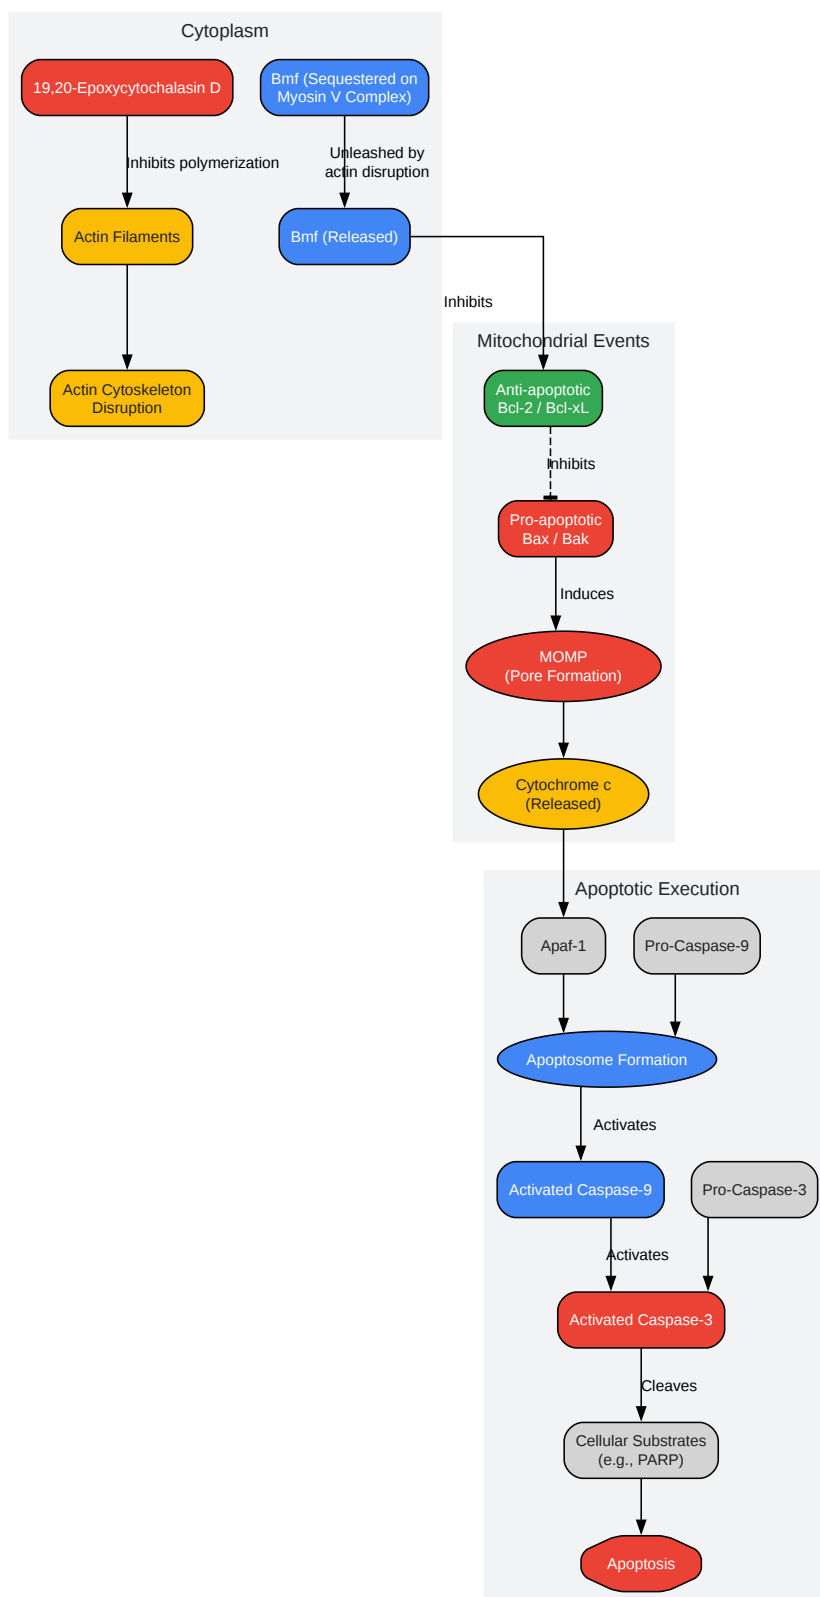 Cytoplasm
19,20-Epoxycytochalasin D
Bmf (Sequestered on
Myosin V Complex)
Inhibits polymerization
Unleashed by
actin disruption
Actin Filaments
Bmf (Released)
Inhibits
Mitochondrial Events
Actin Cytoskeleton
Disruption
Anti-apoptotic
Bcl-2 / Bcl-xL
Inhibits
Pro-apoptotic
Bax / Bak
Induces
MOMP
(Pore Formation)
Cytochrome c
(Released)
Apoptotic Execution
Apaf-1
Pro-Caspase-9
Apoptosome Formation
Activates
Activated Caspase-9
Pro-Caspase-3
Activates
Activated Caspase-3
Cleaves
Cellular Substrates
(e.g., PARP)
Apoptosis